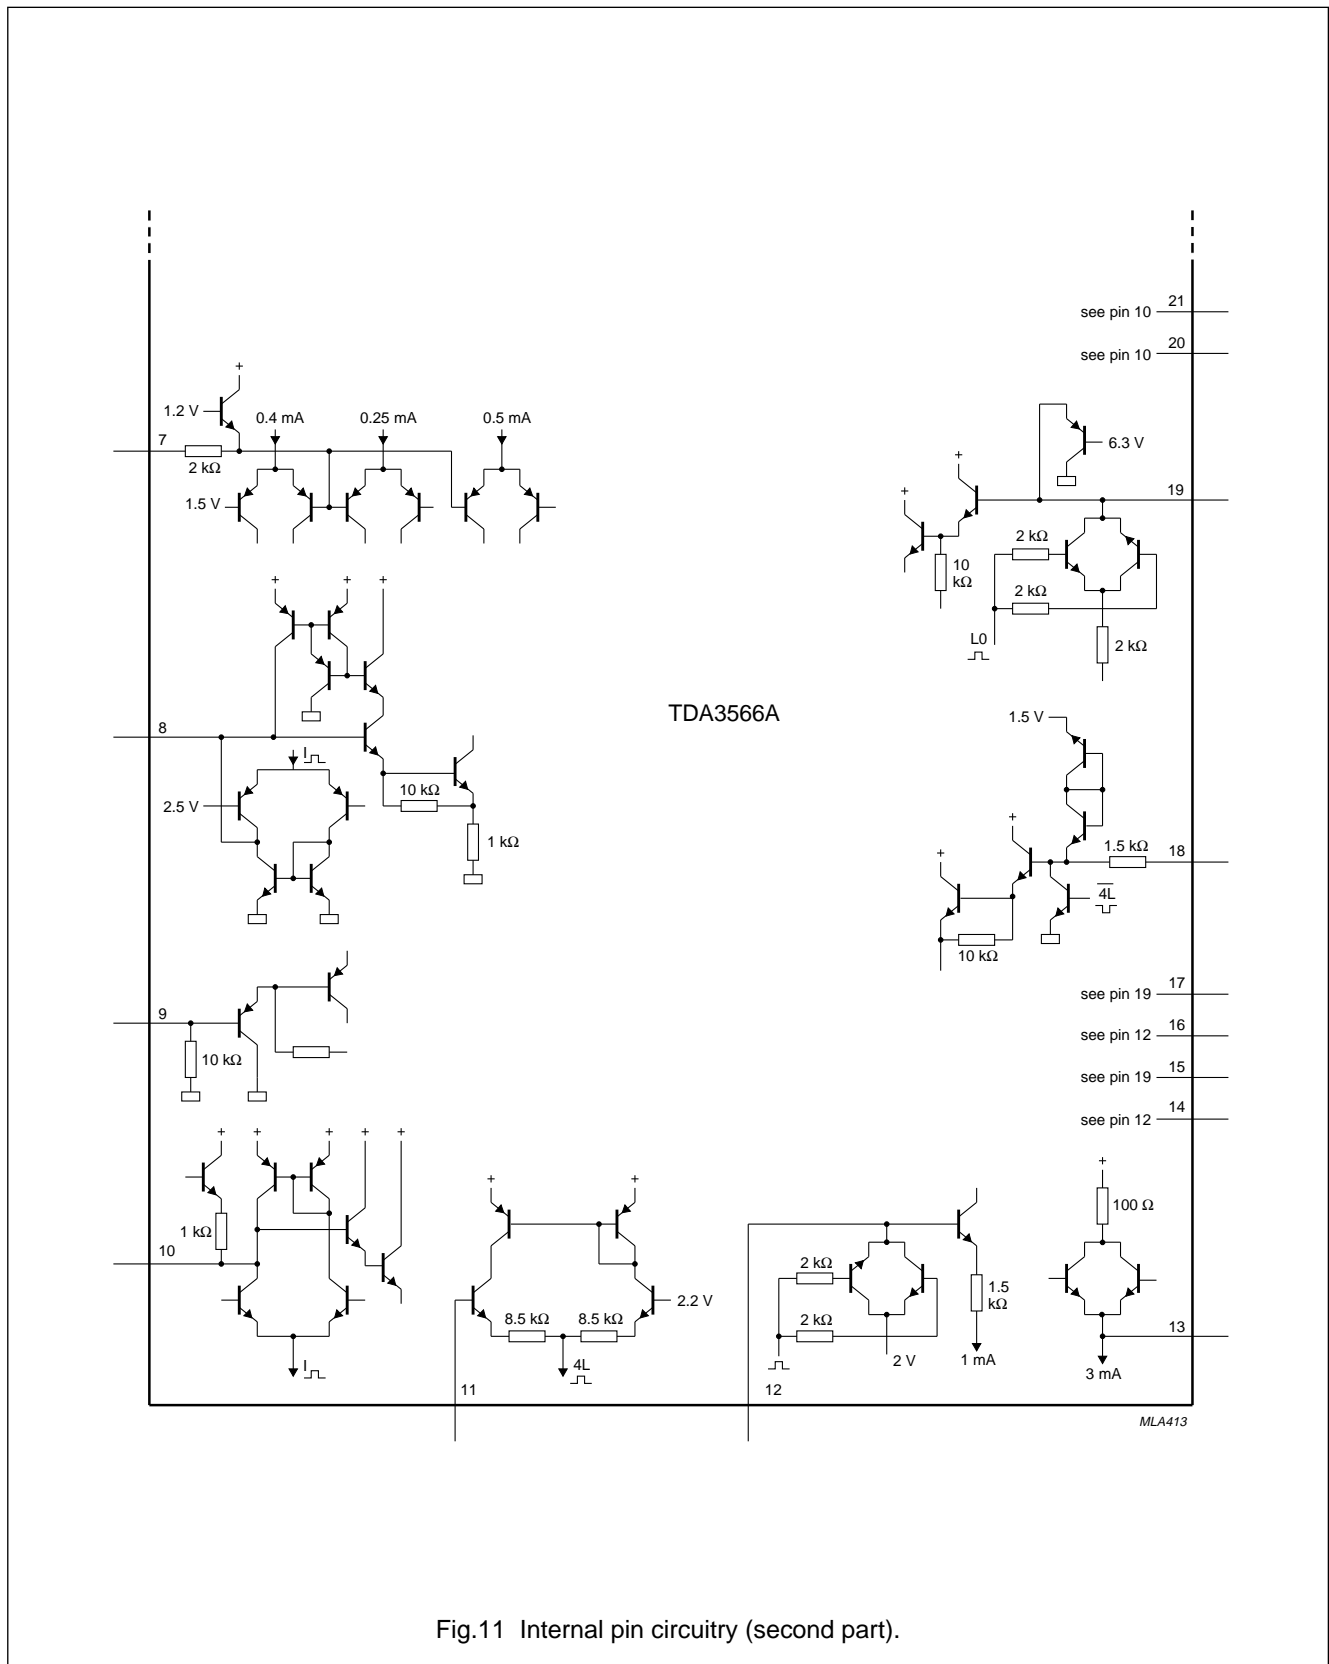 21
see pin 10
20
see pin 10
+
1.2 V
0.4 mA
0.25 mA
0.5 mA
7
2 kΩ
1.5 V
6.3 V
+
+
19
2 kΩ
10 kΩ
2 kΩ
L0
2 kΩ
+
+
+
TDA3566A
8
I
2.5 V
10 kΩ
1 kΩ
1.5 V
+
+
1.5 kΩ
18
4L
10 kΩ
9
10 kΩ
17
see pin 19
16
see pin 12
15
see pin 19
14
see pin 12
+
+
+
+
+
1 kΩ
10
I
+
+
2.2 V
8.5 kΩ
8.5 kΩ
4L
11
2 kΩ
2 kΩ
2 V
1.5 kΩ
1 mA
12
+
100 Ω
13
3 mA
MLA413
Fig.11 Internal pin circuitry (second part).